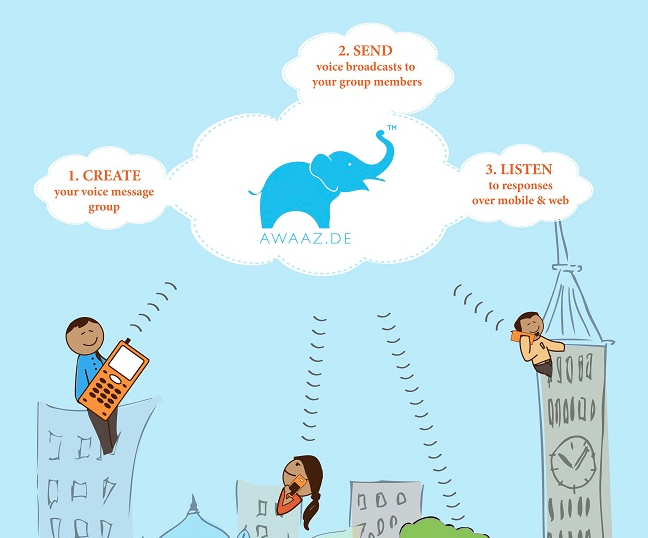 2. SEND
voice broadcasts to
your group members
1. CREATE
your voice message
group
3. LISTEN
to responses
over mobile & web
TM
AWAAZ.DE